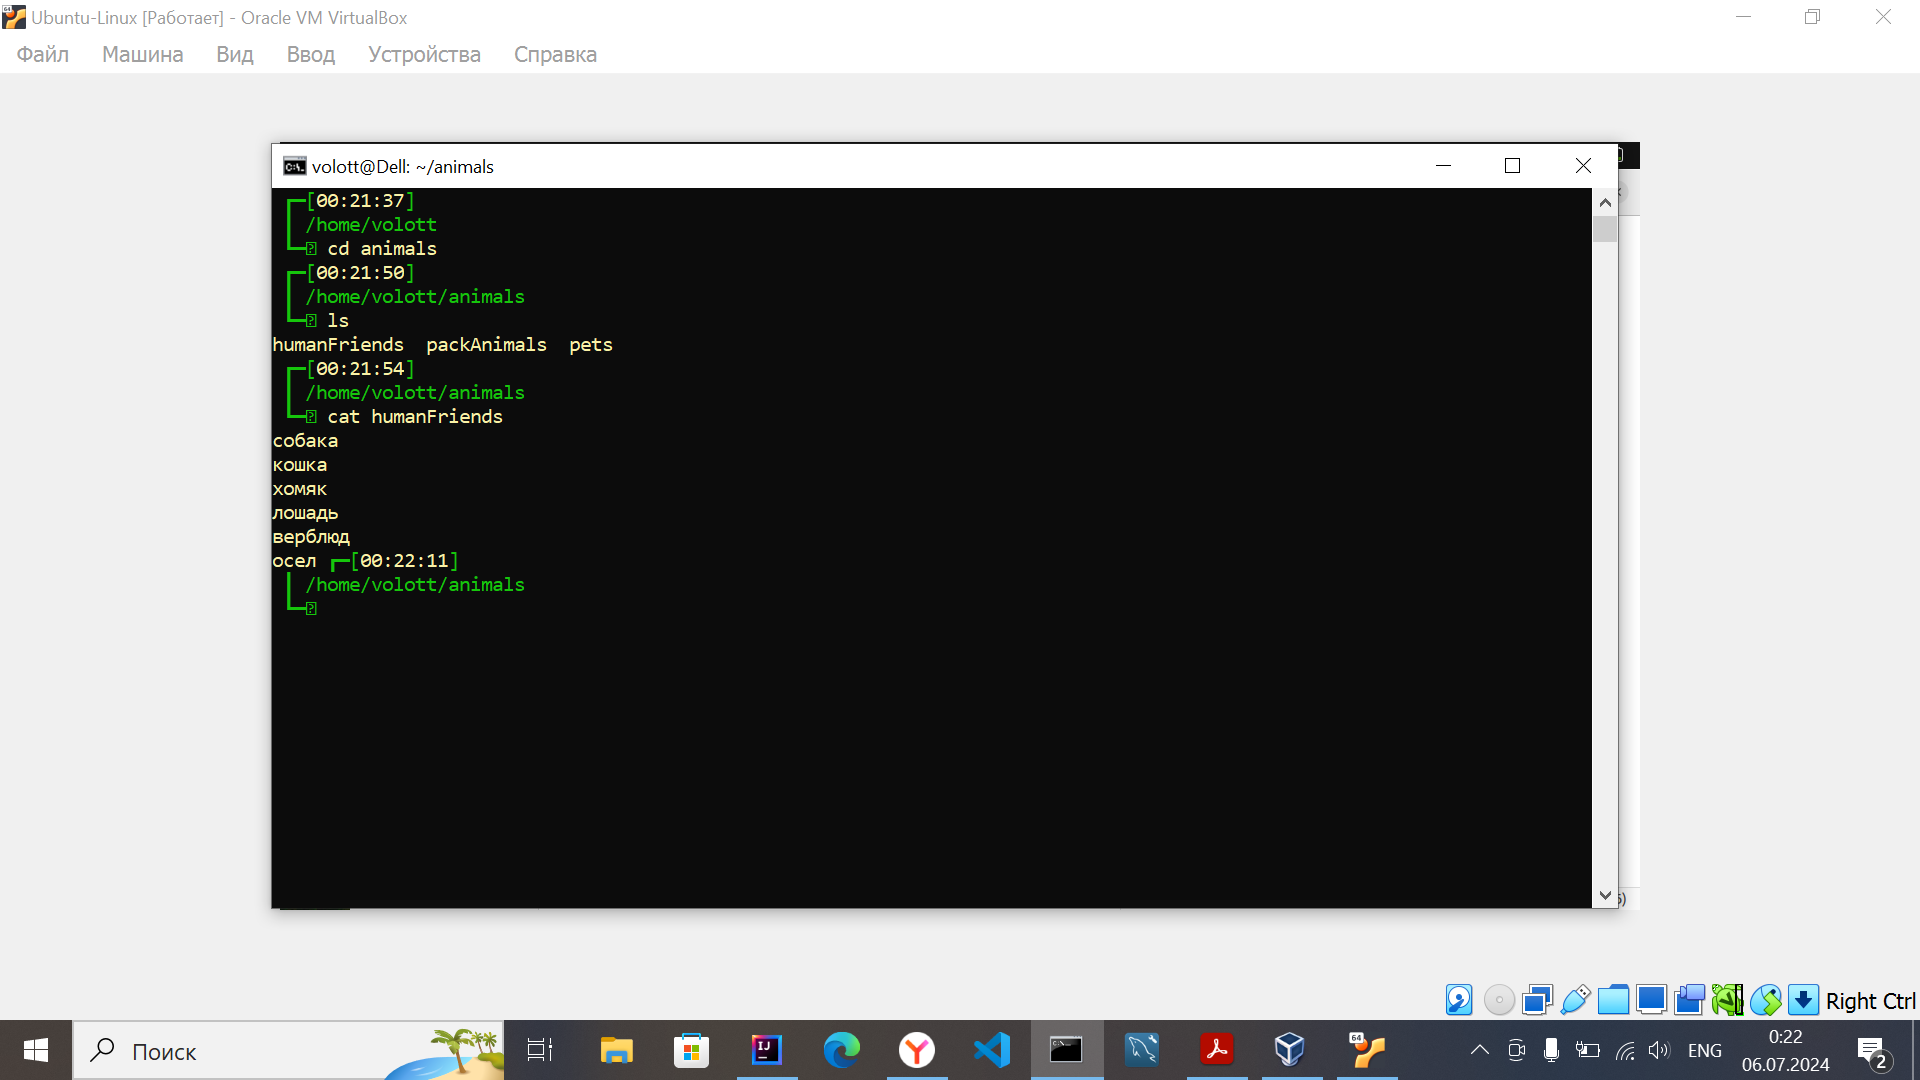 Ubuntu-Linux [Работает] - Oracle VM VirtualBox
Файл Машина Вид Ввод Устройства Справка
volott@Dell: ~/animals
[00:21:37]
/home/volott
cd animals
[00:21:50]
/home/volott/animals
ls
humanFriends packAnimals pets
[00:21:54]
/home/volott/animals
cat humanFriends
собака
кошка
хомяк
лошадь
верблюд
осел [00:22:11]
/home/volott/animals
Right Ctrl
Поиск
ENG
0:22
06.07.2024
2